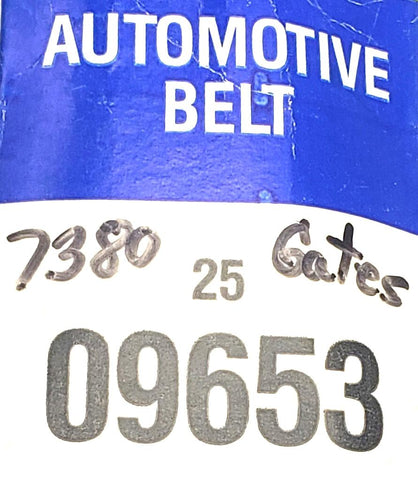 AUTOMOTIVE
BELT
7380 25 Gates
09653